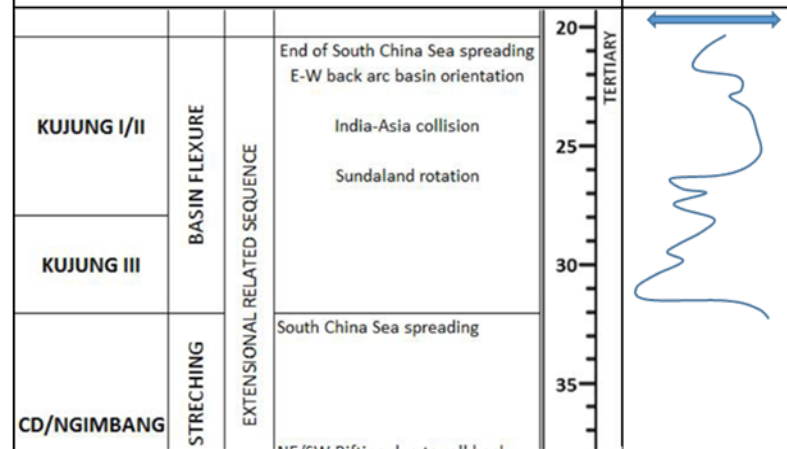 KUJUNG I/II
KUJUNG III
CD/NGIMBANG
BASIN FLEXURE
STRECHING
EXTENSIONAL RELATED SEQUENCE
End of South China Sea spreading
E-W back arc basin orientation
India-Asia collision
Sundaland rotation
South China Sea spreading
20
25
30
35
TERTIARY